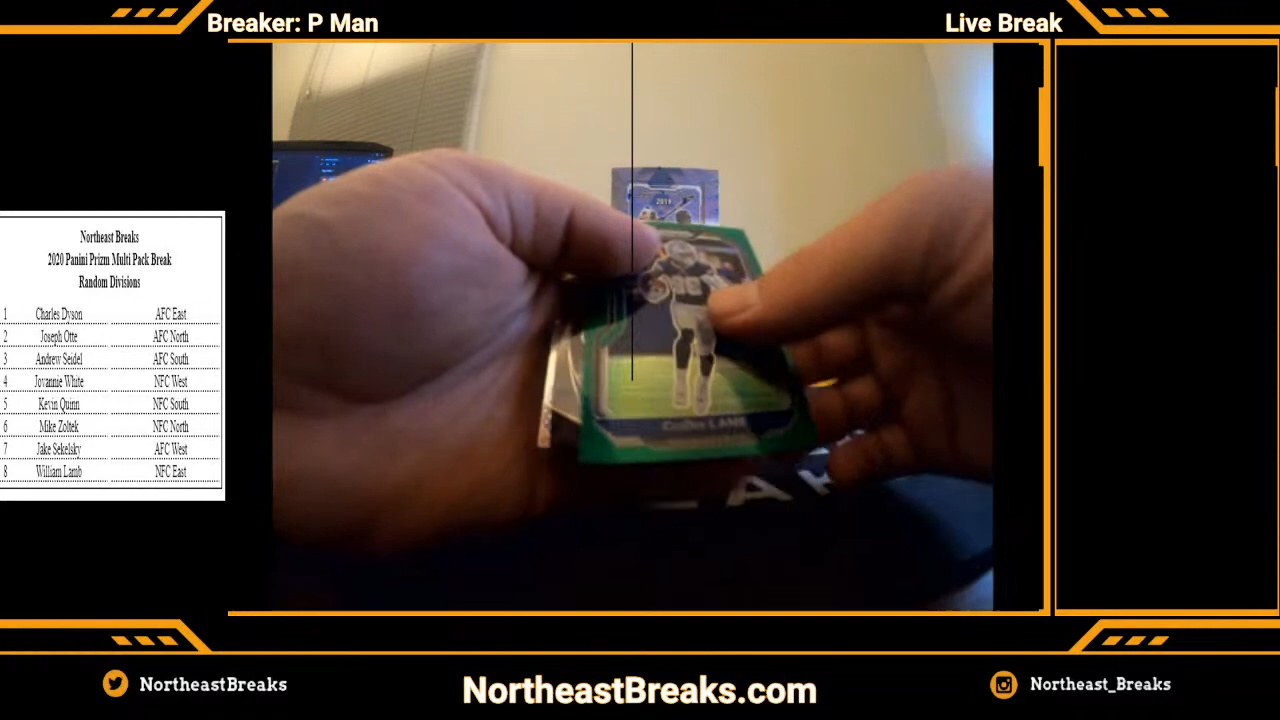 Breaker: P Man
Live Break
Northeast Breaks
2020 Panini Prizm Multi Pack Break
Random Divisions
1 Charles Dyson AFC East
2 Joseph Otte AFC North
3 Andrew Seidel AFC South
4 Jovannie White NFC West
5 Kevin Quinn NFC South
6 Mike Zoltek NFC North
7 Jake Sekelsky AFC West
8 William Lamb NFC East
2019
CeeDee LAMB
NortheastBreaks
NortheastBreaks.com
Northeast_Breaks